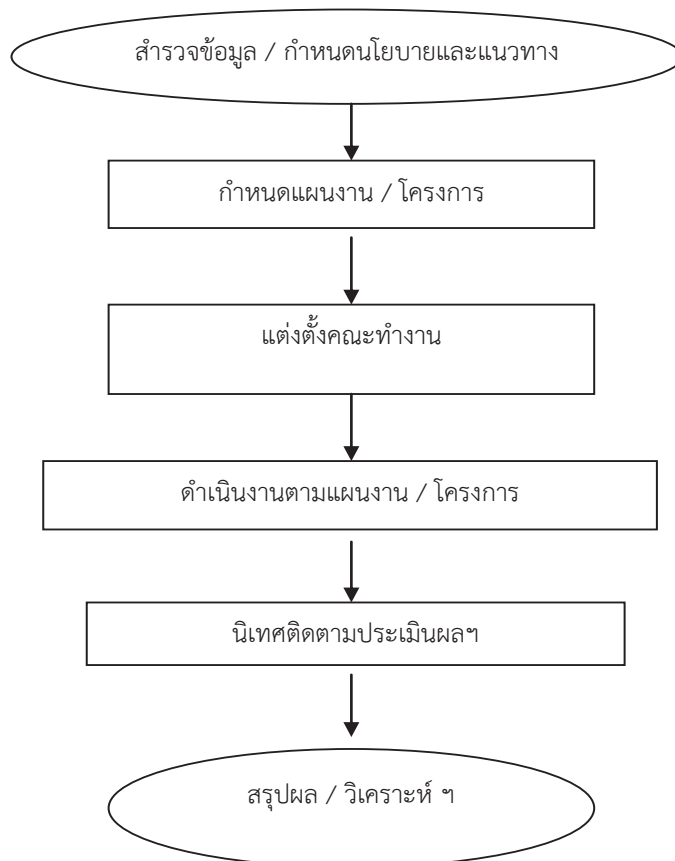 สำรวจข้อมูล / กำหนดนโยบายและแนวทาง
กำหนดแผนงาน / โครงการ
แต่งตั้งคณะทำงาน
ดำเนินงานตามแผนงาน / โครงการ
นิเทศติดตามประเมินผลฯ
สรุปผล / วิเคราะห์ ฯ